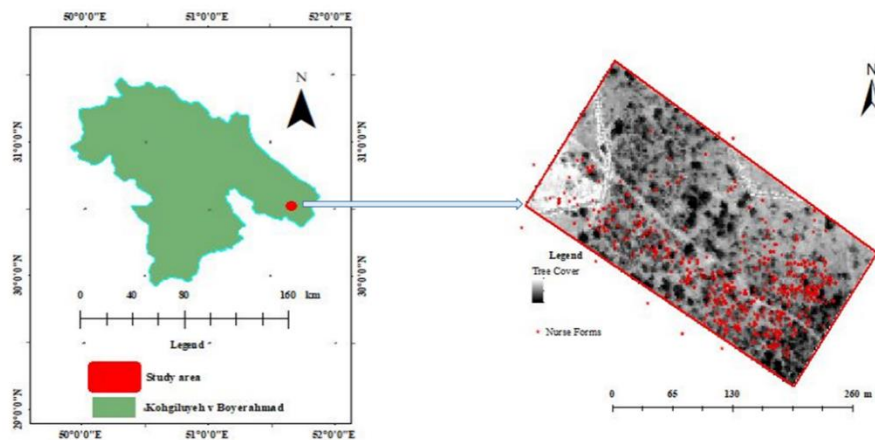 50°0'0"E 51°0'0"E 52°0'0"E
N
31°0'0"N 31°0'0"N
30°0'0"N 30°0'0"N
29°0'0"N
0 40 80 160 km
Legend
Study area
Kohgiluyeh v Boyerahmad
50°0'0"E 51°0'0"E 52°0'0"E
N
Legend
Tree Cover
Nurse Forms
0 65 130 260 m